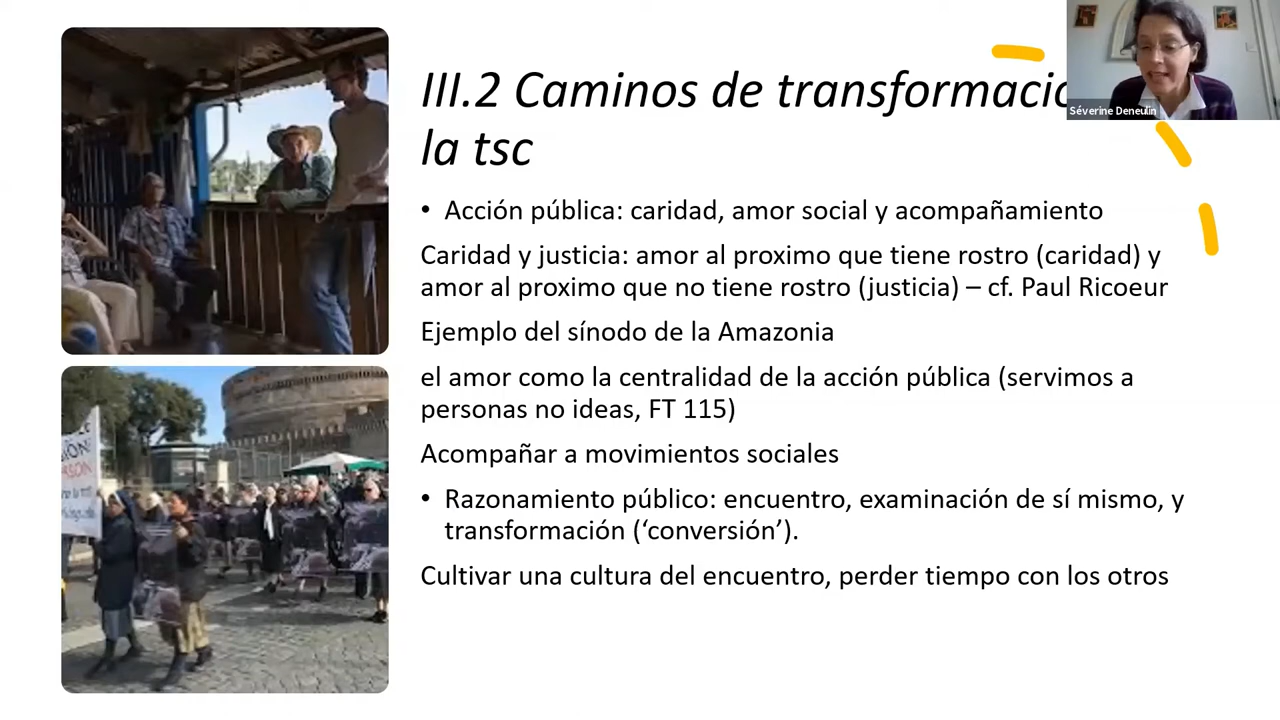 III.2 Caminos de transformació
la tsc
Séverine Deneulin
• Acción pública: caridad, amor social y acompañamiento
Caridad y justicia: amor al proximo que tiene rostro (caridad) y
amor al proximo que no tiene rostro (justicia) – cf. Paul Ricoeur
Ejemplo del sínodo de la Amazonia
el amor como la centralidad de la acción pública (servimos a
personas no ideas, FT 115)
Acompañar a movimientos sociales
• Razonamiento público: encuentro, examinación de sí mismo, y
transformación (‘conversión’).
Cultivar una cultura del encuentro, perder tiempo con los otros